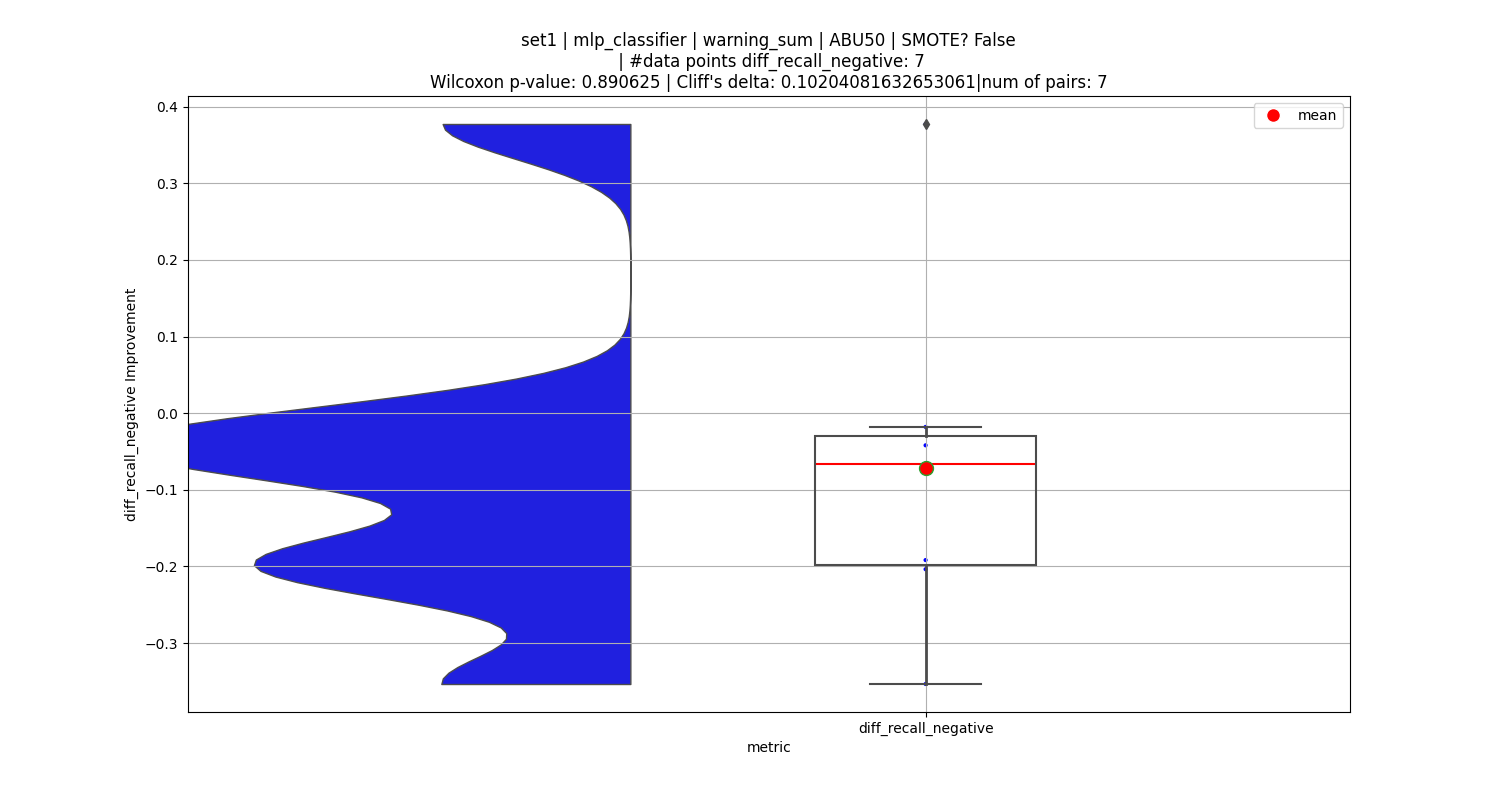 set1 | mlp_classifier | warning_sum | ABU50 | SMOTE? False
| #data points diff_recall_negative: 7
Wilcoxon p-value: 0.890625 | Cliff's delta: 0.10204081632653061|num of pairs: 7
mean
0.4
0.3
0.2
0.1
0.0
−0.1
−0.2
−0.3
diff_recall_negative Improvement
diff_recall_negative
metric